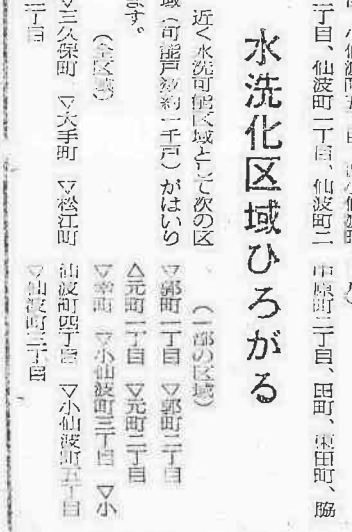 丁目、仙波町一丁目、仙波町二
中原町二丁目、田町、東田町、脇
水洗化区域ひろがる
近く水洗可能区域として次の区
域(可能戸数約一千戸)がはいり
ます。
(全区域)
▽三久保町 ▽大手町 ▽松江町
二丁目
(一部の区域)
▽郭町一丁目 ▽郭町二丁目
△元町一丁目 ▽元町二丁目
▽幸町 ▽小仙波町三丁目 ▽小
仙波町四丁目 ▽小仙波町五丁目
▽仙波町三丁目